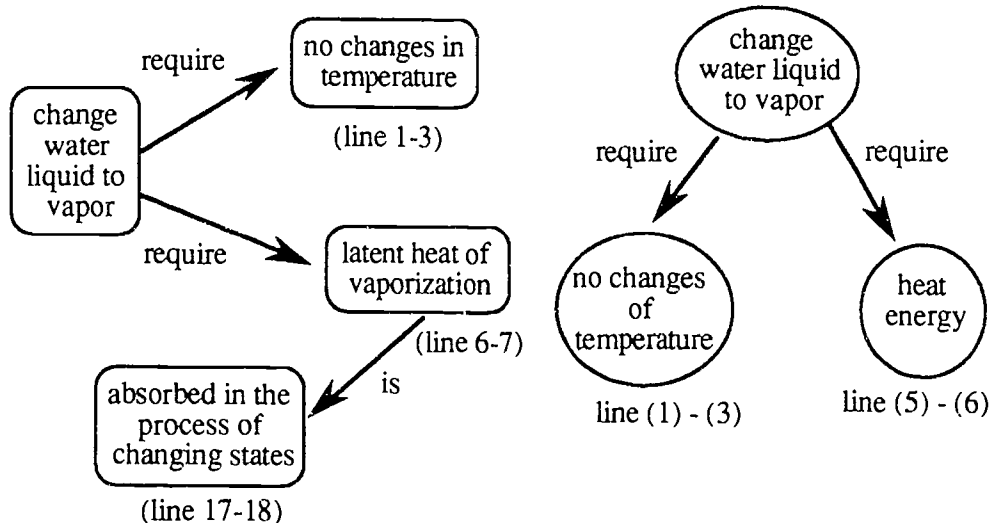 require
no changes in
temperature
(line 1-3)
change
water
liquid to
vapor
require
latent heat of
vaporization
(line 6-7)
is
absorbed in the
process of
changing states
(line 17-18)
change
water liquid
to vapor
require
require
no changes
of
temperature
line (1) - (3)
heat
energy
line (5) - (6)